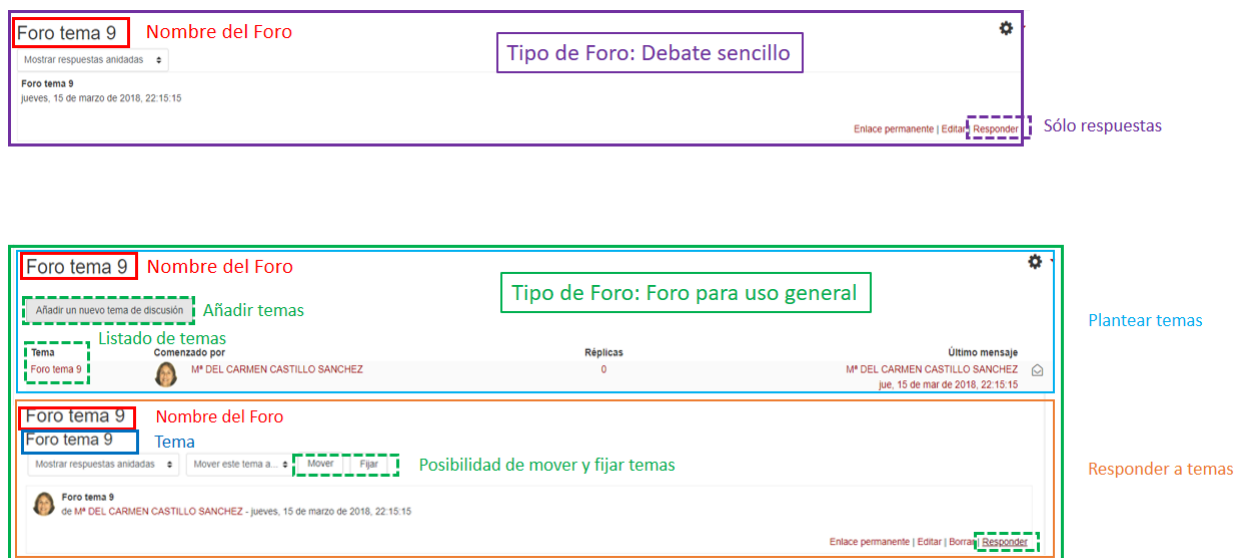 Foro tema 9 Nombre del Foro
Tipo de Foro: Debate sencillo
Mostrar respuestas anidadas
Foro tema 9
jueves, 15 de marzo de 2018, 22:15:15
Enlace permanente | Editar | Responder Sólo respuestas
Foro tema 9 Nombre del Foro
Tipo de Foro: Foro para uso general
Añadir un nuevo tema de discusión Añadir temas
Plantear temas
Listado de temas
Tema Comenzado por Réplicas Último mensaje
Foro tema 9 Mª DEL CARMEN CASTILLO SANCHEZ 0 Mª DEL CARMEN CASTILLO SANCHEZ
jue, 15 de mar de 2018, 22:15:15
Foro tema 9 Nombre del Foro
Foro tema 9 Tema
Mostrar respuestas anidadas Mover este tema a... Mover Fijar Posibilidad de mover y fijar temas
Responder a temas
Foro tema 9
de Mª DEL CARMEN CASTILLO SANCHEZ - jueves, 15 de marzo de 2018, 22:15:15
Enlace permanente | Editar | Borrar | Responder